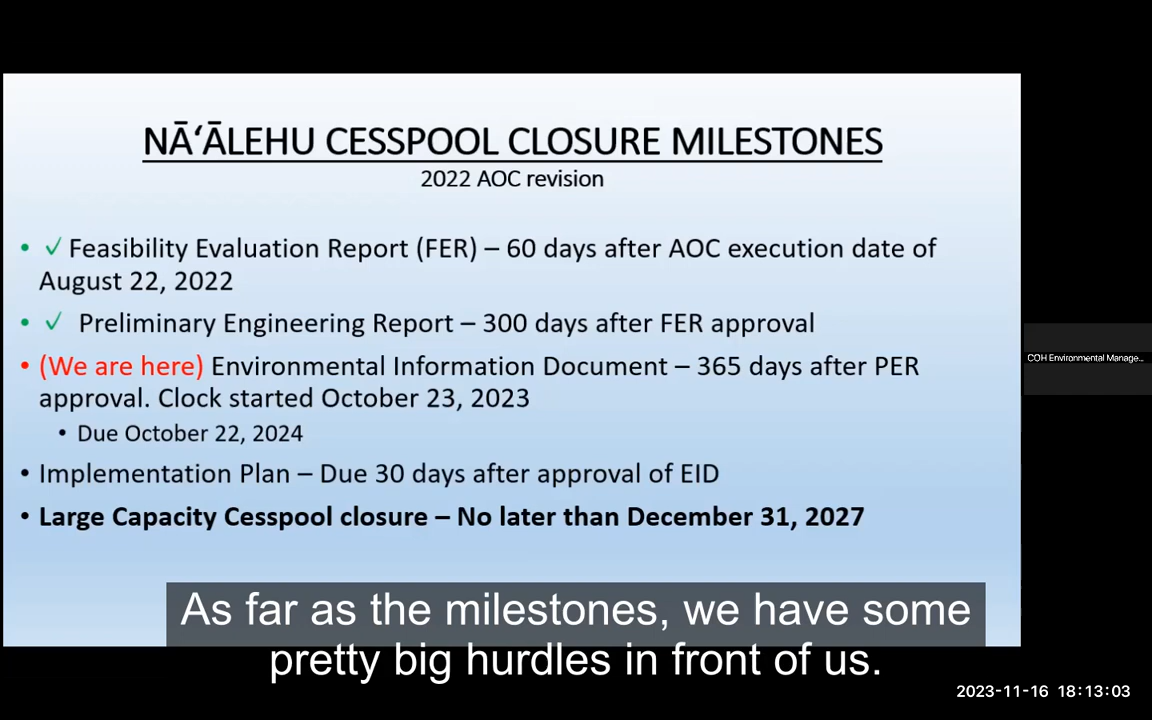 NĀʻĀLEHU CESSPOOL CLOSURE MILESTONES
2022 AOC revision
• ✓ Feasibility Evaluation Report (FER) – 60 days after AOC execution date of
August 22, 2022
• ✓ Preliminary Engineering Report – 300 days after FER approval
• (We are here) Environmental Information Document – 365 days after PER
approval. Clock started October 23, 2023
• Due October 22, 2024
• Implementation Plan – Due 30 days after approval of EID
• Large Capacity Cesspool closure – No later than December 31, 2027
COH Environmental Manage...
As far as the milestones, we have some
pretty big hurdles in front of us.
2023-11-16 18:13:03